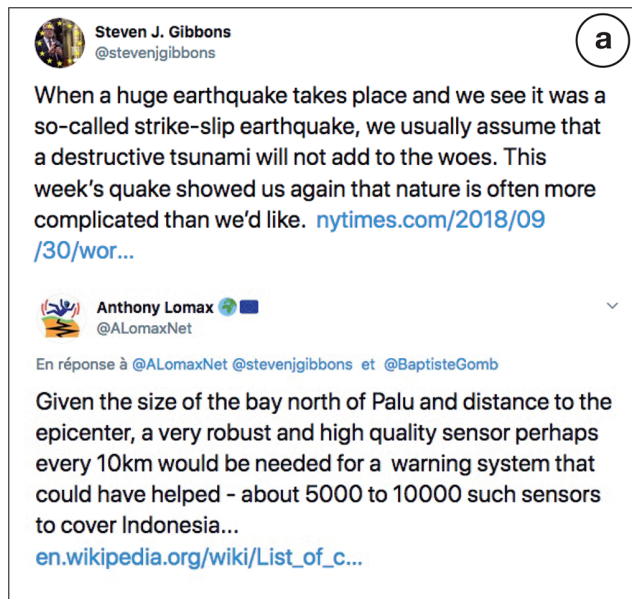 Steven J. Gibbons
a
@stevenjgibbons
When a huge earthquake takes place and we see it was a
so-called strike-slip earthquake, we usually assume that
a destructive tsunami will not add to the woes. This
week's quake showed us again that nature is often more
complicated than we'd like. nytimes.com/2018/09
/30/wor...
Anthony Lomax
@ALomaxNet
En réponse à @ALomaxNet @stevenjgibbons et @BaptisteGomb
Given the size of the bay north of Palu and distance to the
epicenter, a very robust and high quality sensor perhaps
every 10km would be needed for a warning system that
could have helped - about 5000 to 10000 such sensors
to cover Indonesia...
en.wikipedia.org/wiki/List_of_c...